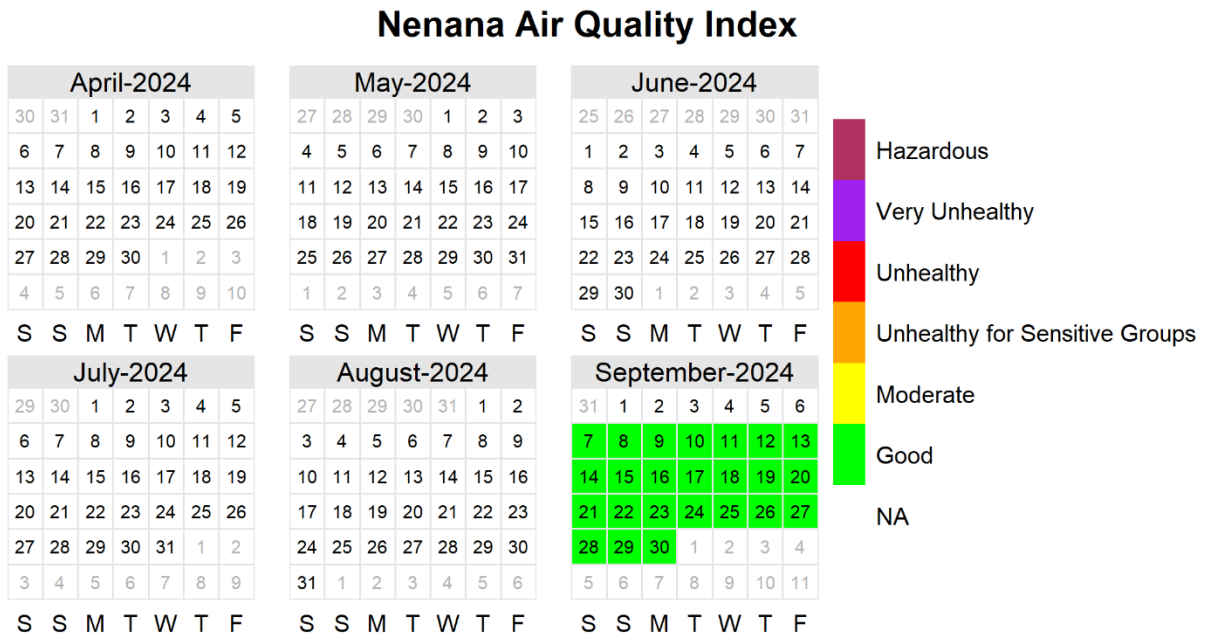 Nenana Air Quality Index
April-2024 May-2024 June-2024
30 31 1 2 3 4 5 27 28 29 30 1 2 3 25 26 27 28 29 30 31
6 7 8 9 10 11 12 4 5 6 7 8 9 10 1 2 3 4 5 6 7
Hazardous
13 14 15 16 17 18 19 11 12 13 14 15 16 17 8 9 10 11 12 13 14
Very Unhealthy
20 21 22 23 24 25 26 18 19 20 21 22 23 24 15 16 17 18 19 20 21
27 28 29 30 1 2 3 25 26 27 28 29 30 31 22 23 24 25 26 27 28
Unhealthy
4 5 6 7 8 9 10 1 2 3 4 5 6 7 29 30 1 2 3 4 5
S S M T W T F S S M T W T F S S M T W T F
Unhealthy for Sensitive Groups
July-2024 August-2024 September-2024
Moderate
29 30 1 2 3 4 5 27 28 29 30 31 1 2 31 1 2 3 4 5 6
6 7 8 9 10 11 12 3 4 5 6 7 8 9 7 8 9 10 11 12 13
Good
13 14 15 16 17 18 19 10 11 12 13 14 15 16 14 15 16 17 18 19 20
20 21 22 23 24 25 26 17 18 19 20 21 22 23 21 22 23 24 25 26 27
NA
27 28 29 30 31 1 2 24 25 26 27 28 29 30 28 29 30 1 2 3 4
3 4 5 6 7 8 9 31 1 2 3 4 5 6 5 6 7 8 9 10 11
S S M T W T F S S M T W T F S S M T W T F